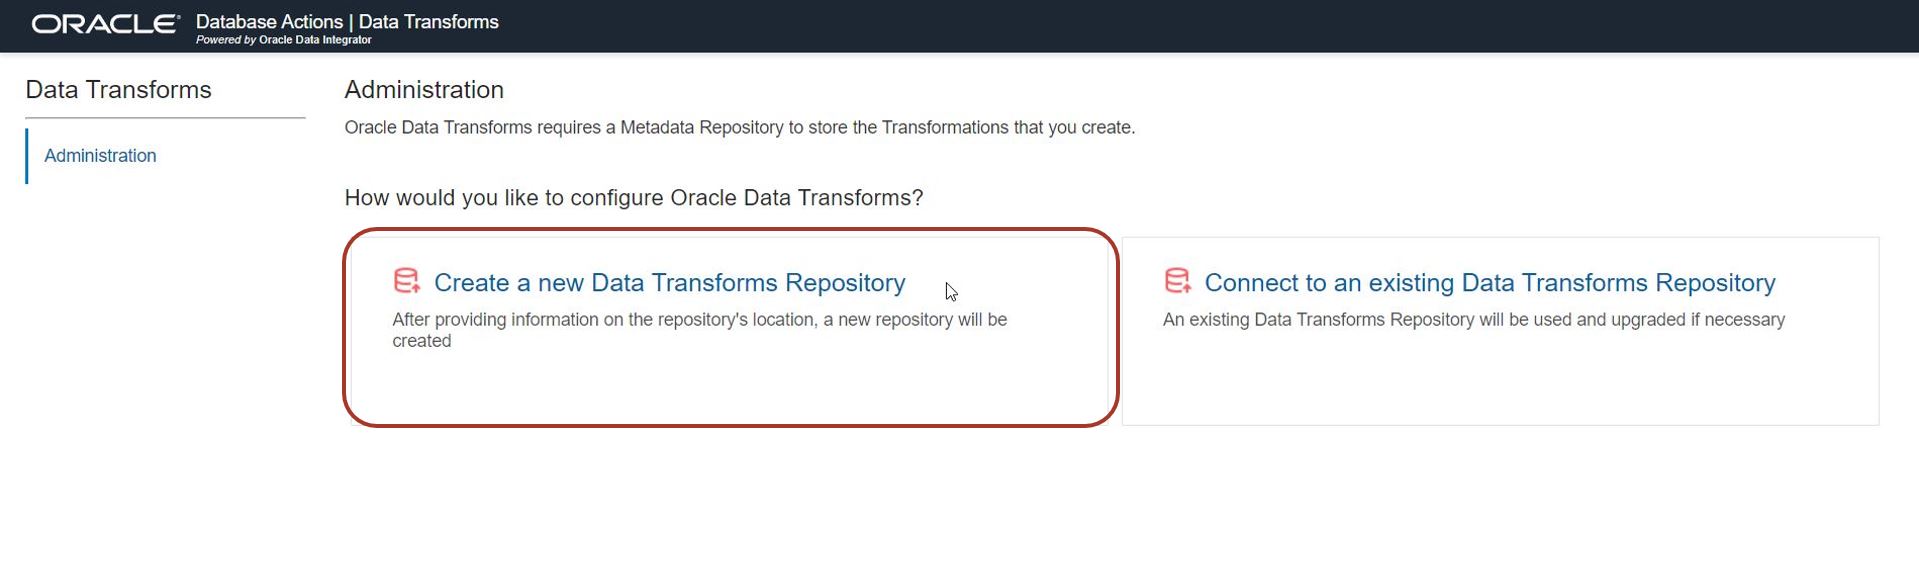 ORACLE Database Actions | Data Transforms
Powered by Oracle Data Integrator
Data Transforms
Administration
Administration
Oracle Data Transforms requires a Metadata Repository to store the Transformations that you create.
How would you like to configure Oracle Data Transforms?
Create a new Data Transforms Repository
After providing information on the repository's location, a new repository will be
created
Connect to an existing Data Transforms Repository
An existing Data Transforms Repository will be used and upgraded if necessary